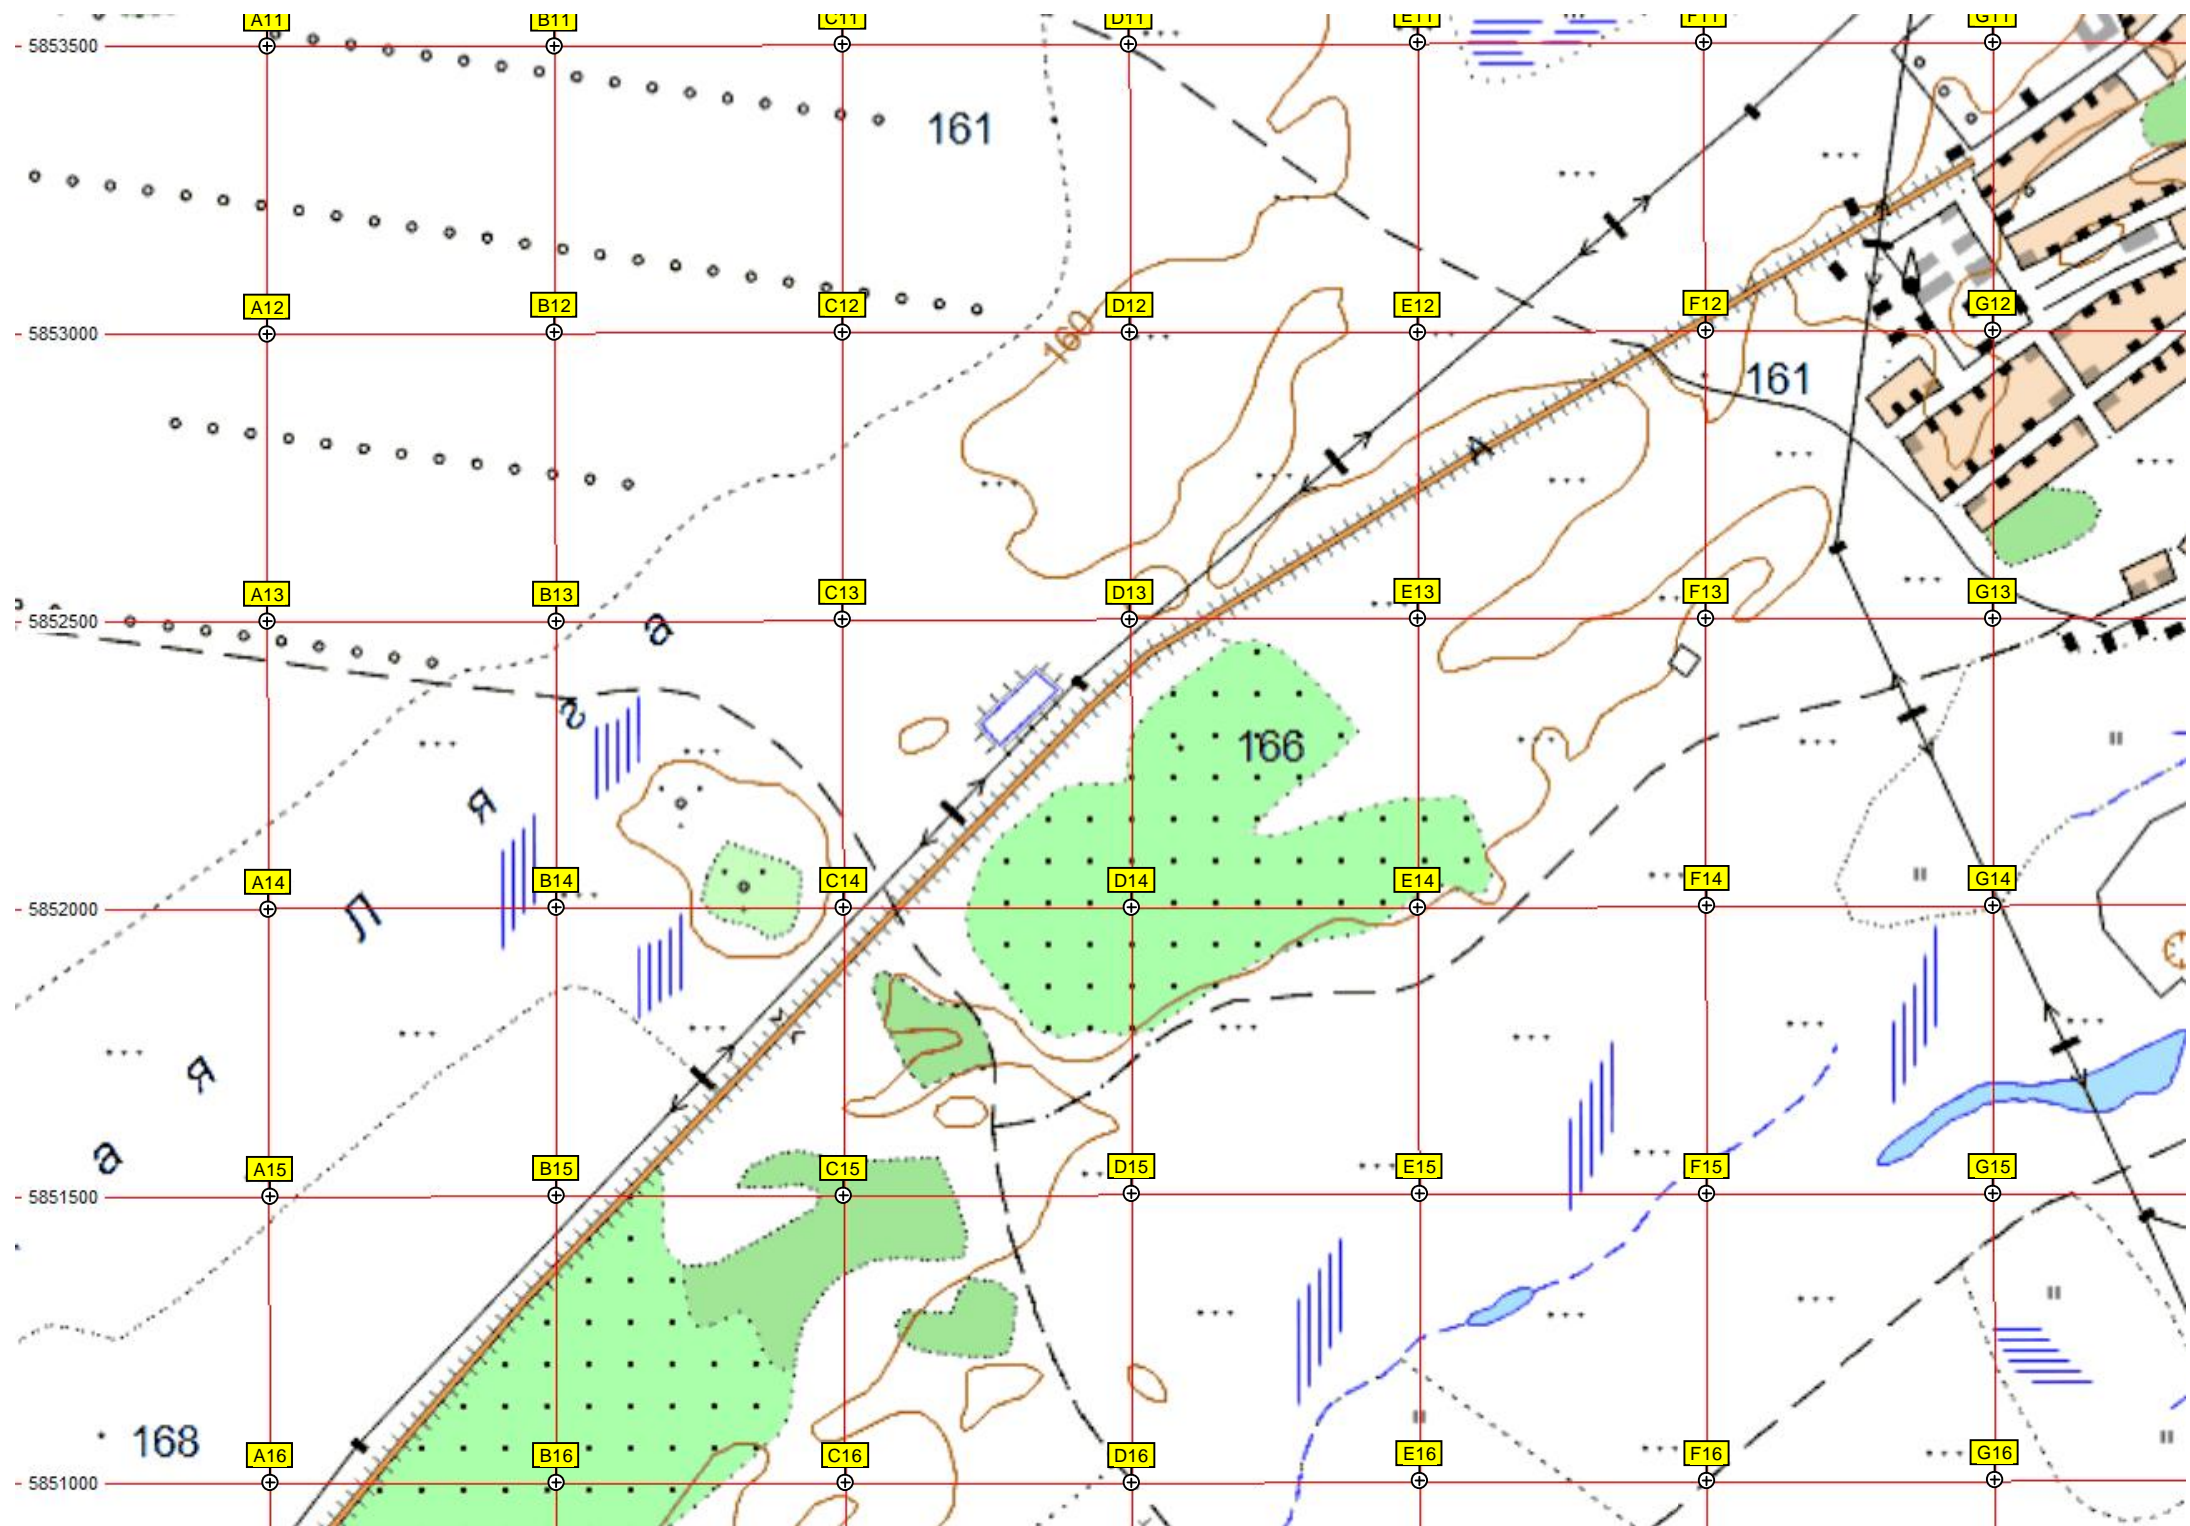 A11 B11 C11 D11 E11 F11 G11
5853500
161
A12 B12 C12 D12 E12 F12 G12
5853000
160
161
A13 B13 C13 D13 E13 F13 G13
5852500
а
г
166
я
A14 B14 C14 D14 E14 F14 G14
5852000
Л
я
а
A15 B15 C15 D15 E15 F15 G15
5851500
168
A16 B16 C16 D16 E16 F16 G16
5851000